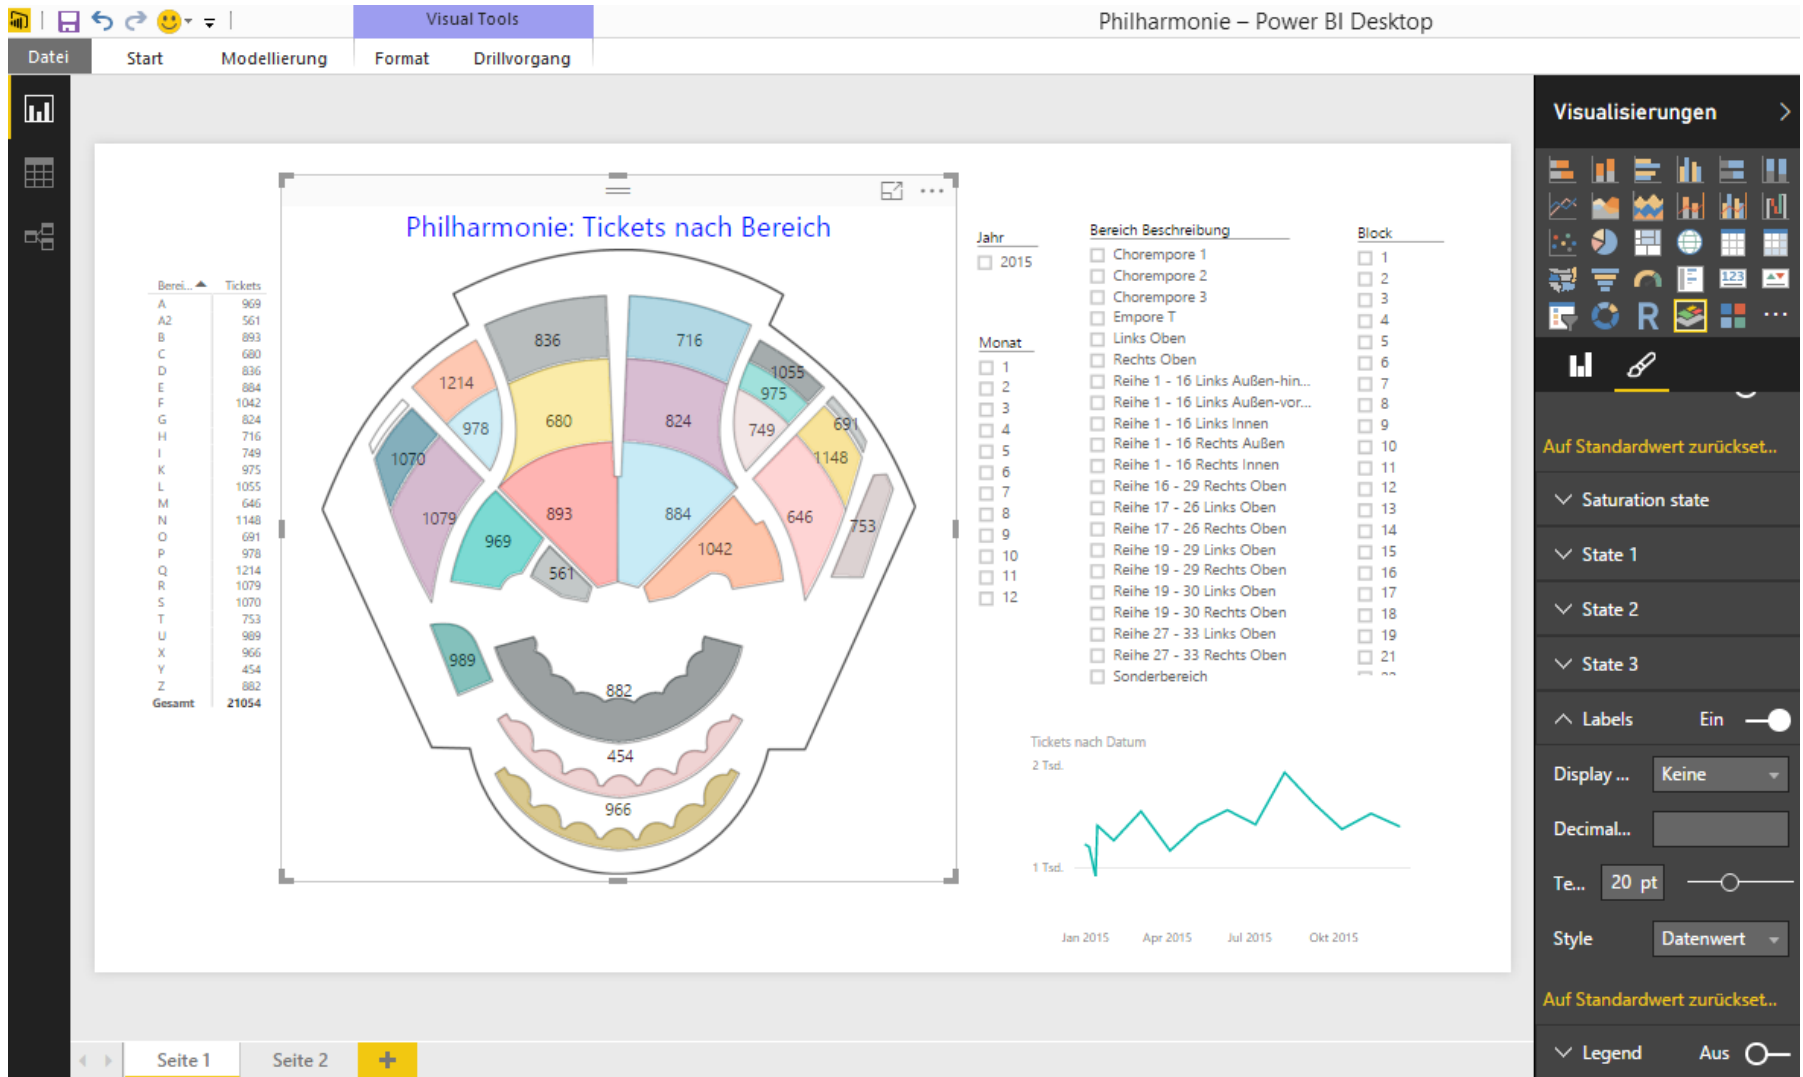 Visual Tools
Philharmonie – Power BI Desktop
Datei
Start
Modellierung
Format
Drillvorgang
Visualisierungen
Philharmonie: Tickets nach Bereich
Berei... Tickets
A 969
A2 561
B 893
C 680
D 836
E 884
F 1042
G 824
H 716
I 749
K 975
L 1055
M 646
N 1148
O 691
P 978
Q 1214
R 1079
S 1070
T 753
U 989
X 966
Y 454
Z 882
Gesamt 21054
836
716
1214
1055
975
978
680
824
749
691
1070
1148
1079
893
884
646
753
969
561
1042
989
882
454
966
Jahr
2015
Monat
1
2
3
4
5
6
7
8
9
10
11
12
Bereich Beschreibung
Chorempore 1
Chorempore 2
Chorempore 3
Empore T
Links Oben
Rechts Oben
Reihe 1 - 16 Links Außen-hin...
Reihe 1 - 16 Links Außen-vor...
Reihe 1 - 16 Links Innen
Reihe 1 - 16 Rechts Außen
Reihe 1 - 16 Rechts Innen
Reihe 16 - 29 Rechts Oben
Reihe 17 - 26 Links Oben
Reihe 17 - 26 Rechts Oben
Reihe 19 - 29 Links Oben
Reihe 19 - 29 Rechts Oben
Reihe 19 - 30 Links Oben
Reihe 19 - 30 Rechts Oben
Reihe 27 - 33 Links Oben
Reihe 27 - 33 Rechts Oben
Sonderbereich
Block
1
2
3
4
5
6
7
8
9
10
11
12
13
14
15
16
17
18
19
21
Tickets nach Datum
2 Tsd.
1 Tsd.
Jan 2015
Apr 2015
Jul 2015
Okt 2015
R
123
Auf Standardwert zurückset...
Saturation state
State 1
State 2
State 3
Labels Ein
Display ... Keine
Decimal...
Te... 20 pt
Style Datenwert
Auf Standardwert zurückset...
Legend Aus
Seite 1
Seite 2
+